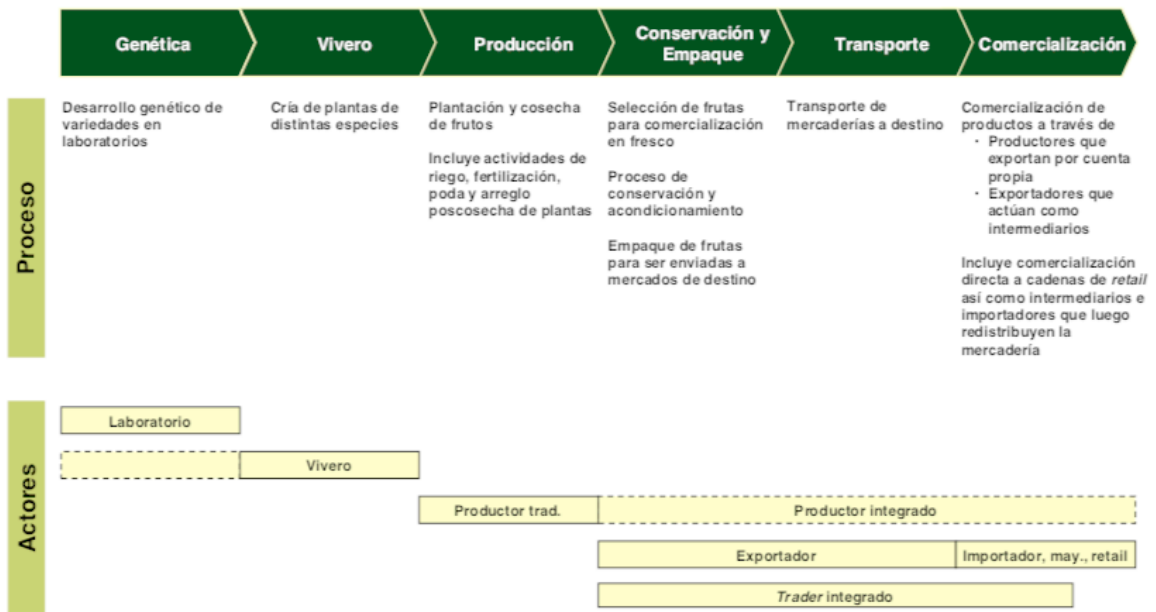 Genética
Vivero
Producción
Conservación y
Empaque
Transporte
Comercialización
Proceso
Desarrollo genético de
variedades en
laboratorios
Cría de plantas de
distintas especies
Plantación y cosecha
de frutos
Incluye actividades de
riego, fertilización,
poda y arreglo
poscosecha de plantas
Selección de frutas
para comercialización
en fresco
Proceso de
conservación y
acondicionamiento
Empaque de frutas
para ser enviadas a
mercados de destino
Transporte de
mercaderías a destino
Comercialización de
productos a través de
· Productores que
exportan por cuenta
propia
· Exportadores que
actúan como
intermediarios
Incluye comercialización
directa a cadenas de retail
así como intermediarios e
importadores que luego
redistribuyen la
mercadería
Actores
Laboratorio
Vivero
Productor trad.
Productor integrado
Exportador
Importador, may., retail
Trader integrado